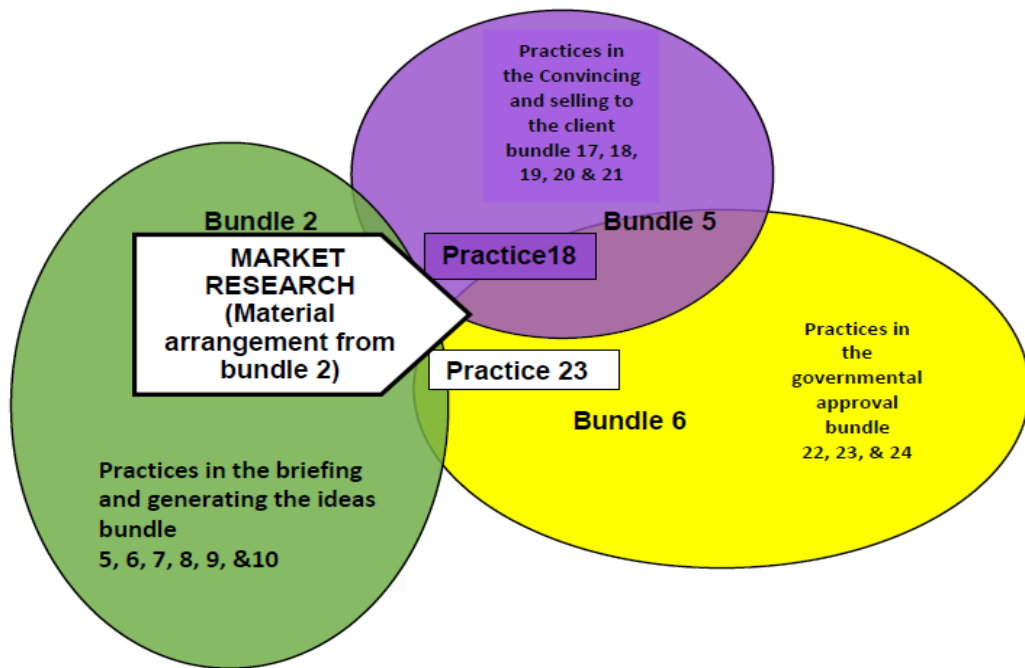 Practices in
the Convincing
and selling to
the client
bundle 17, 18,
19, 20 & 21
Bundle 2
Bundle 5
MARKET
RESEARCH
(Material
arrangement from
bundle 2)
Practice18
Practice 23
Bundle 6
Practices in
the
governmental
approval
bundle
22, 23, & 24
Practices in the briefing
and generating the ideas
bundle
5, 6, 7, 8, 9, &10